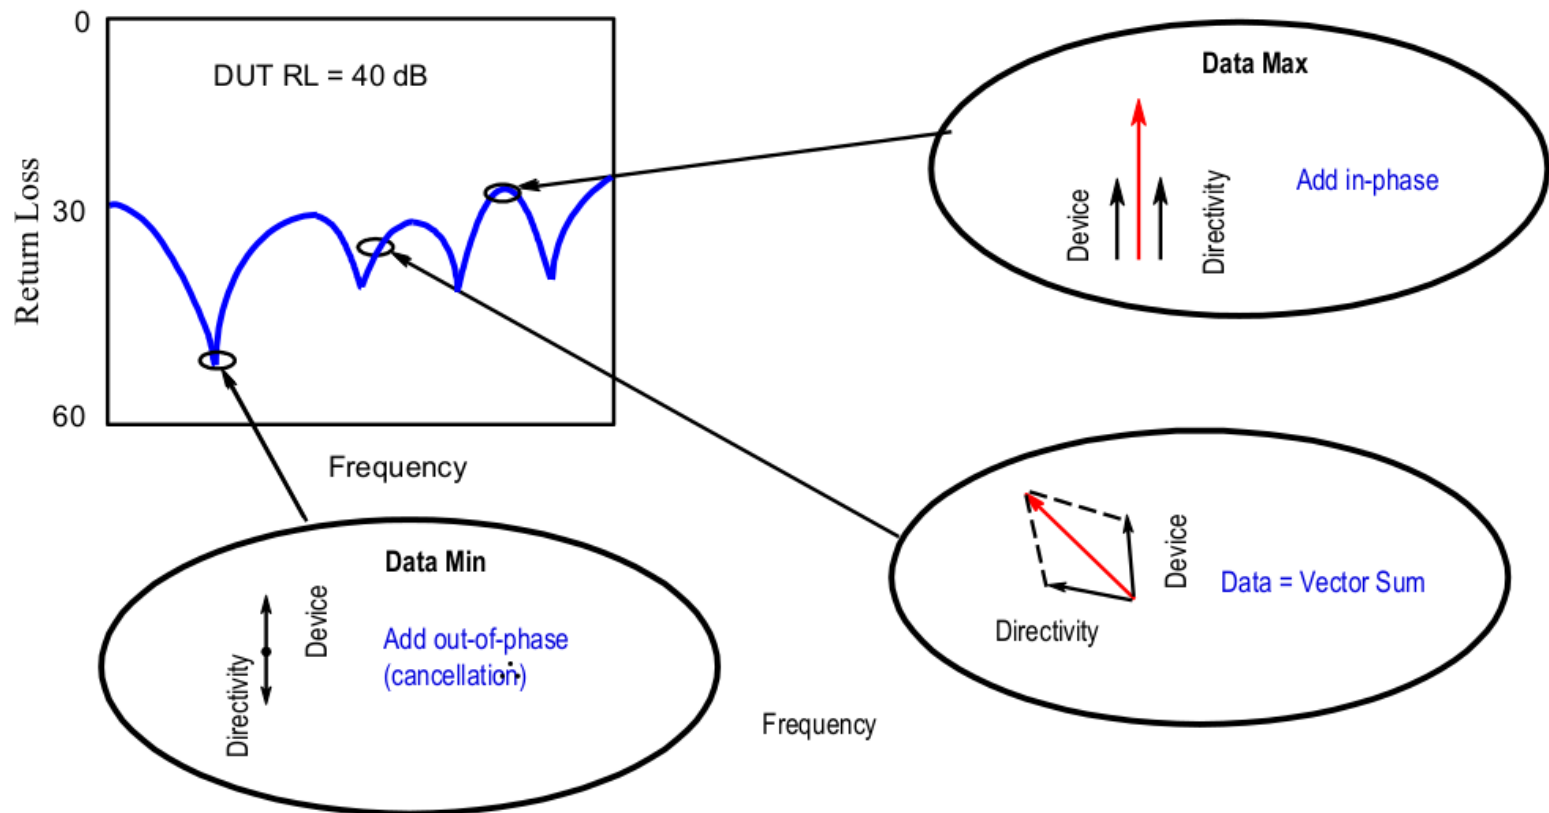 0
DUT RL = 40 dB
30
60
Return Loss
Frequency
Data Max
Device
Directivity
Add in-phase
Data Min
Directivity
Device
Add out-of-phase
(cancellation)
Device
Directivity
Data = Vector Sum
Frequency